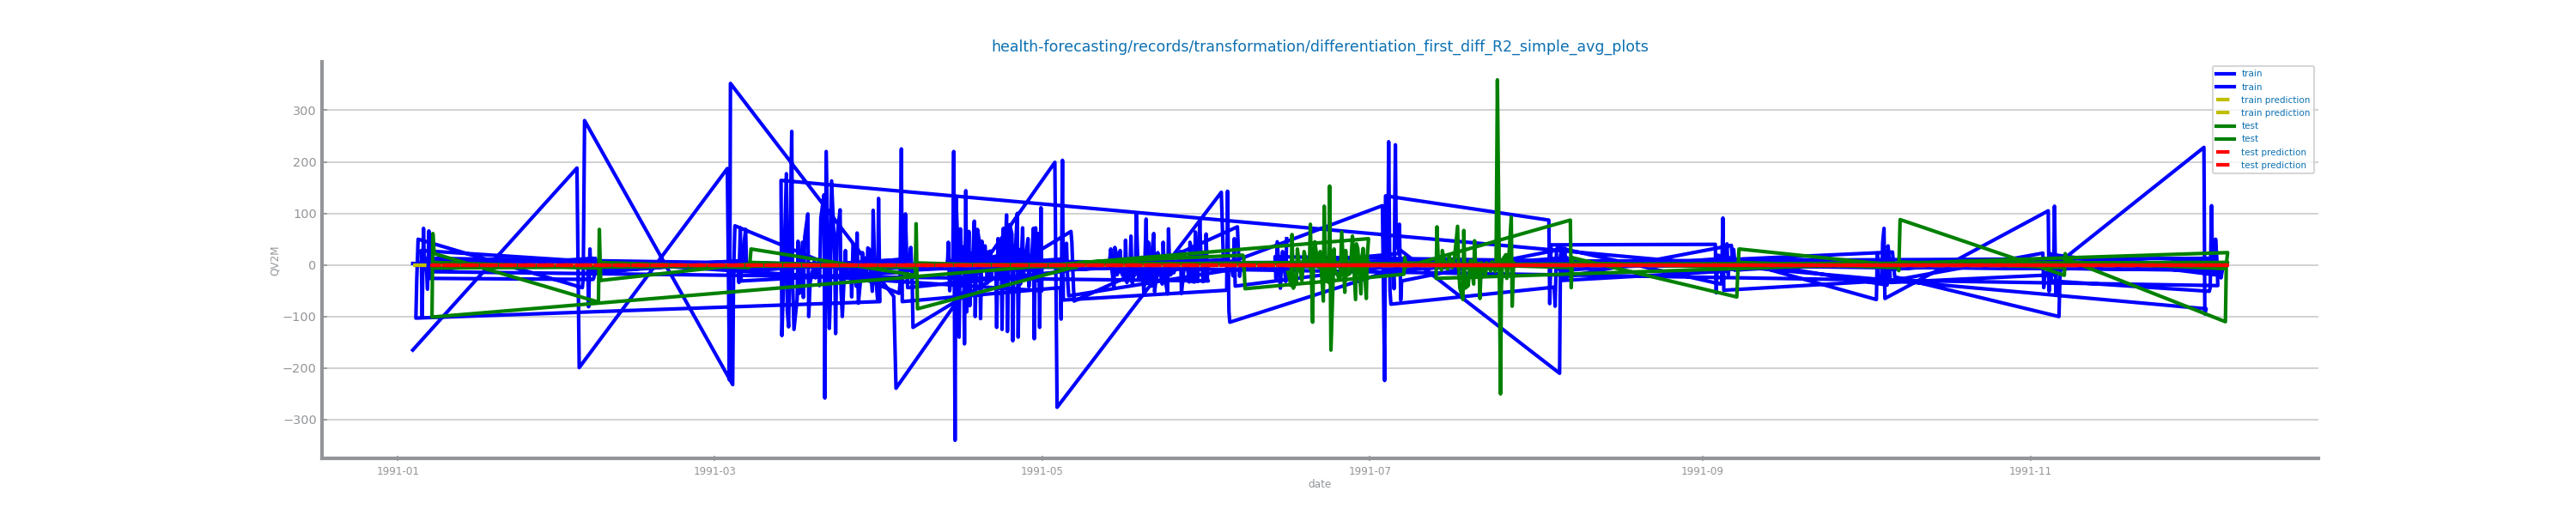 health-forecasting/records/transformation/differentiation_first_diff_R2_simple_avg_plots
train
train
train prediction
train prediction
test
test
test prediction
test prediction
300
200
100
0
−100
−200
−300
QV2M
1991-01
1991-03
1991-05
1991-07
1991-09
1991-11
date